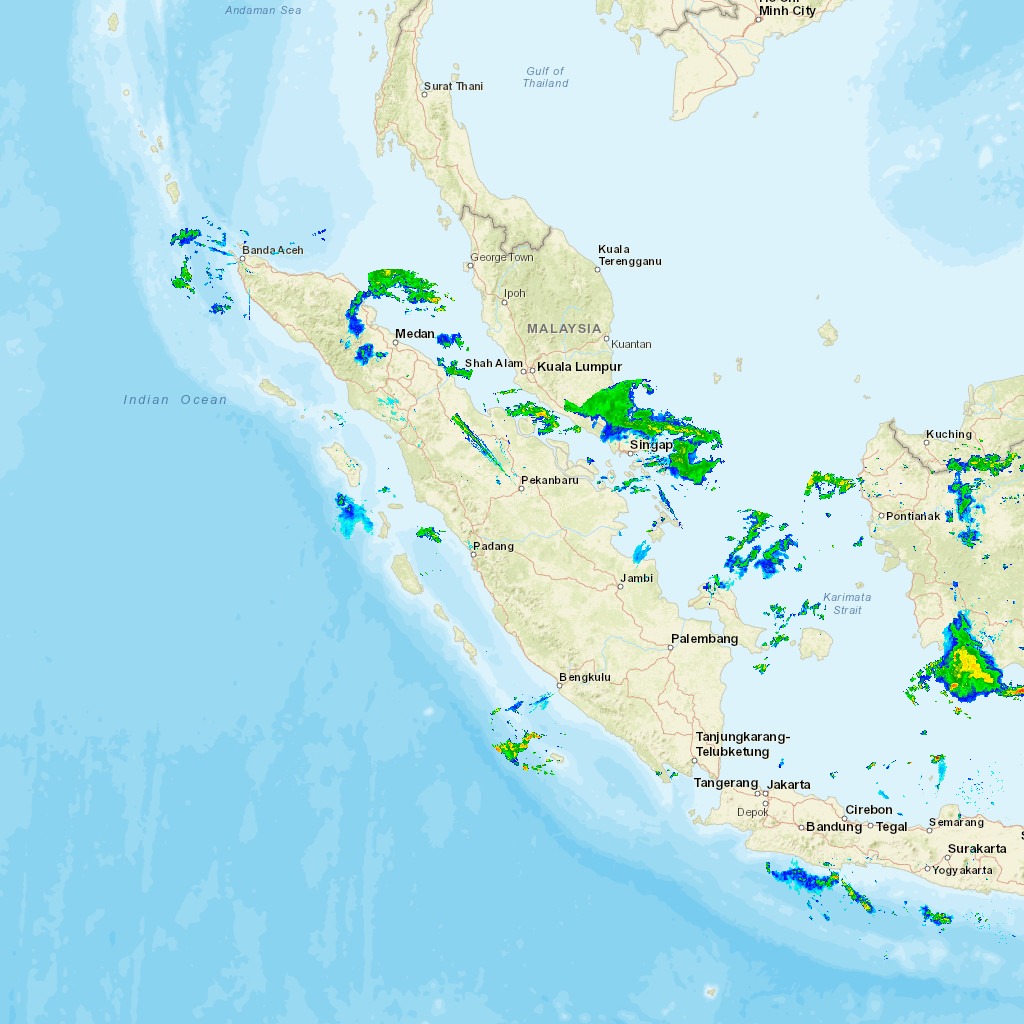 Andaman Sea
Minh City
Gulf of
Thailand
Surat Thani
Banda Aceh
George Town
Kuala
Terengganu
Ipoh
MALAYSIA
Medan
Kuantan
Shah Alam
Kuala Lumpur
Indian Ocean
Singap
Kuching
Pekanbaru
Pontianak
Padang
Jambi
Karimata
Strait
Palembang
Bengkulu
Tanjungkarang-
Telubketung
Tangerang
Jakarta
Depok
Cirebon
Bandung
Tegal
Semarang
Surakarta
Yogyakarta